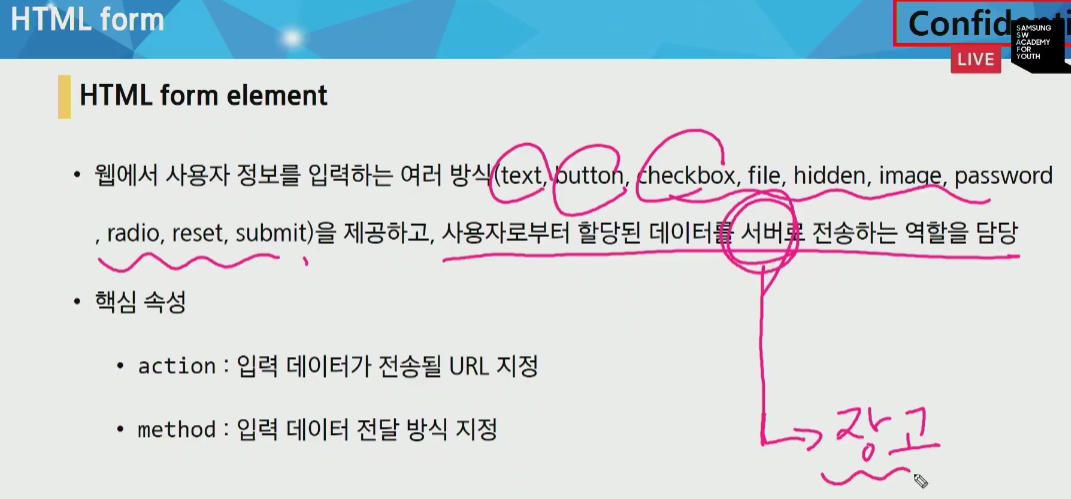 HTML form
Confidenti
SAMSUNG
SW
ACADEMY
FOR
YOUTH
LIVE
HTML form element
• 웹에서 사용자 정보를 입력하는 여러 방식(text, button, checkbox, file, hidden, image, password
, radio, reset, submit)을 제공하고, 사용자로부터 할당된 데이터를 서버로 전송하는 역할을 담당
• 핵심 속성
• action : 입력 데이터가 전송될 URL 지정
• method : 입력 데이터 전달 방식 지정
장고